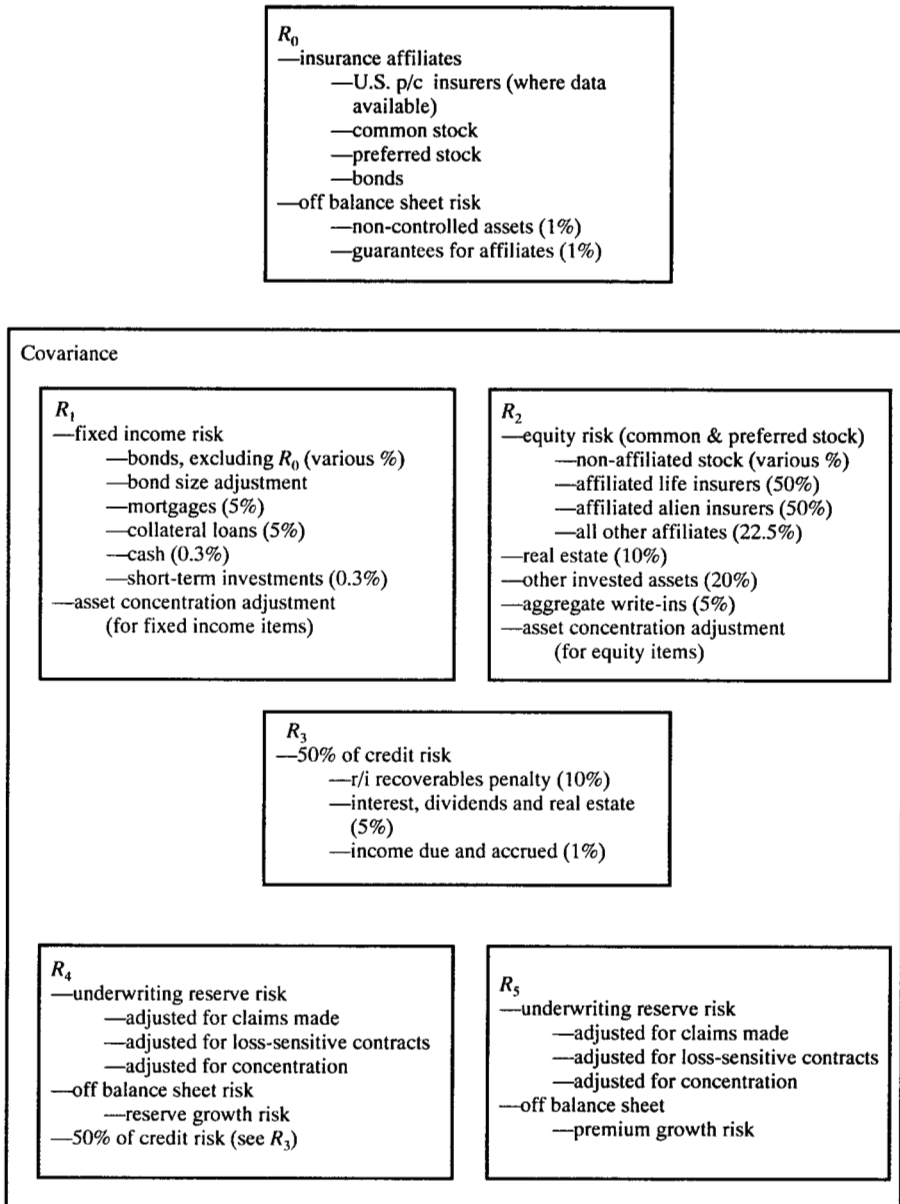 R0
—insurance affiliates
—U.S. p/c insurers (where data
available)
—common stock
—preferred stock
—bonds
—off balance sheet risk
—non-controlled assets (1%)
—guarantees for affiliates (1%)
Covariance
R1
—fixed income risk
—bonds, excluding R0 (various %)
—bond size adjustment
—mortgages (5%)
—collateral loans (5%)
—cash (0.3%)
—short-term investments (0.3%)
—asset concentration adjustment
(for fixed income items)
R2
—equity risk (common & preferred stock)
—non-affiliated stock (various %)
—affiliated life insurers (50%)
—affiliated alien insurers (50%)
—all other affiliates (22.5%)
—real estate (10%)
—other invested assets (20%)
—aggregate write-ins (5%)
—asset concentration adjustment
(for equity items)
R3
—50% of credit risk
—r/i recoverables penalty (10%)
—interest, dividends and real estate
(5%)
—income due and accrued (1%)
R4
—underwriting reserve risk
—adjusted for claims made
—adjusted for loss-sensitive contracts
—adjusted for concentration
—off balance sheet risk
—reserve growth risk
—50% of credit risk (see R3)
R5
—underwriting reserve risk
—adjusted for claims made
—adjusted for loss-sensitive contracts
—adjusted for concentration
—off balance sheet
—premium growth risk